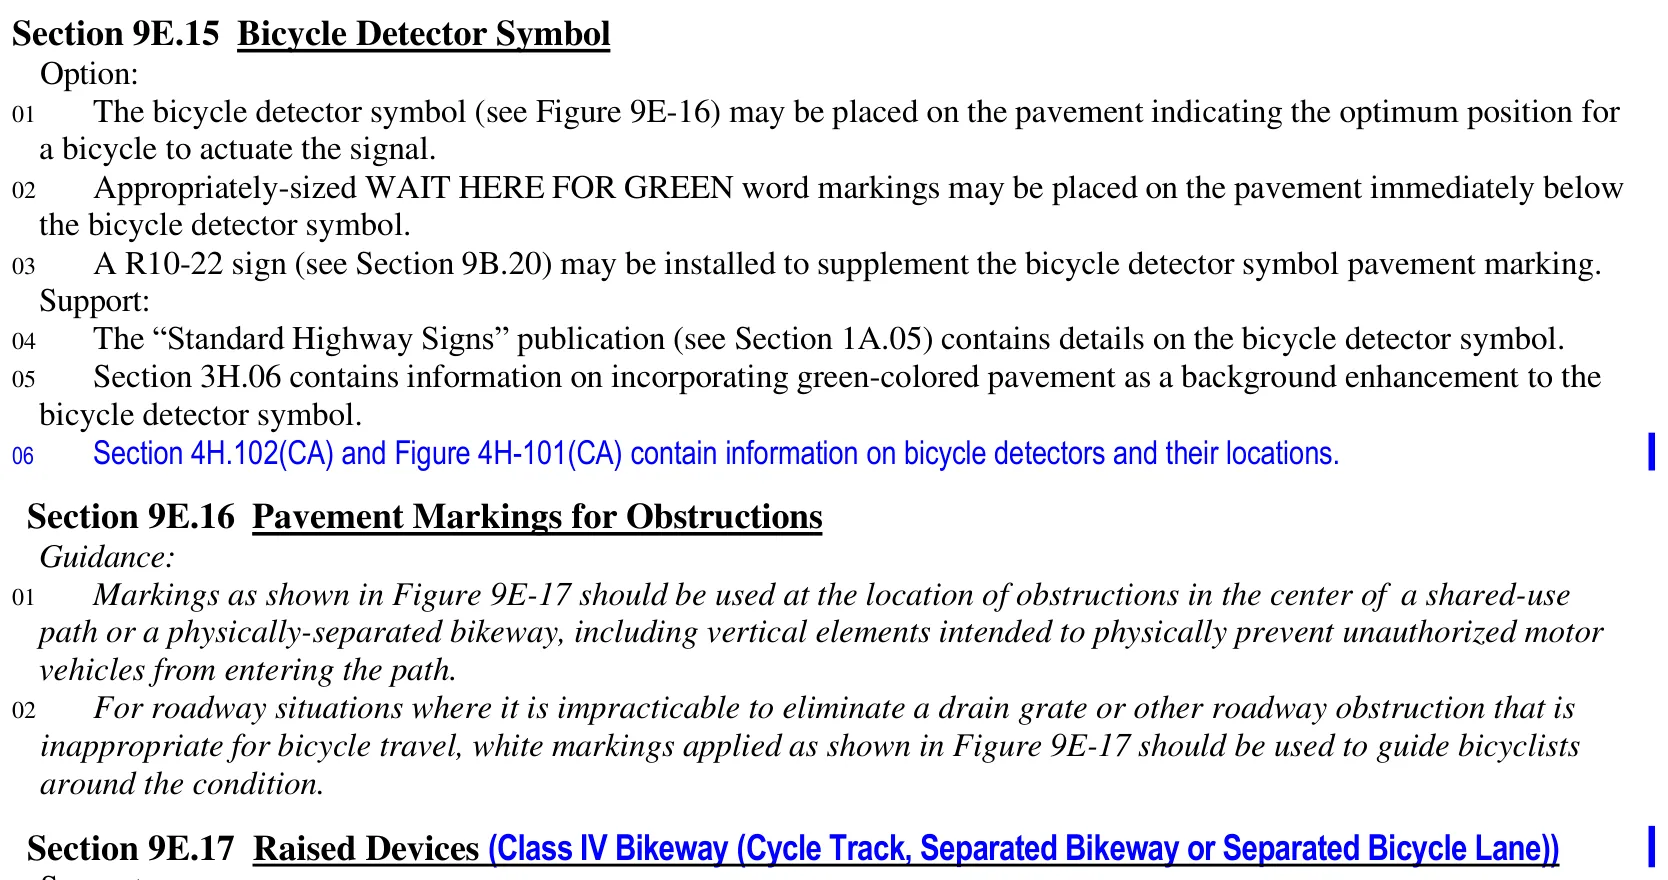 Section 9E.15 Bicycle Detector Symbol
Option:
01 The bicycle detector symbol (see Figure 9E-16) may be placed on the pavement indicating the optimum position for
a bicycle to actuate the signal.
02 Appropriately-sized WAIT HERE FOR GREEN word markings may be placed on the pavement immediately below
the bicycle detector symbol.
03 A R10-22 sign (see Section 9B.20) may be installed to supplement the bicycle detector symbol pavement marking.
Support:
04 The “Standard Highway Signs” publication (see Section 1A.05) contains details on the bicycle detector symbol.
05 Section 3H.06 contains information on incorporating green-colored pavement as a background enhancement to the
bicycle detector symbol.
06 Section 4H.102(CA) and Figure 4H-101(CA) contain information on bicycle detectors and their locations.
Section 9E.16 Pavement Markings for Obstructions
Guidance:
01 Markings as shown in Figure 9E-17 should be used at the location of obstructions in the center of a shared-use
path or a physically-separated bikeway, including vertical elements intended to physically prevent unauthorized motor
vehicles from entering the path.
02 For roadway situations where it is impracticable to eliminate a drain grate or other roadway obstruction that is
inappropriate for bicycle travel, white markings applied as shown in Figure 9E-17 should be used to guide bicyclists
around the condition.
Section 9E.17 Raised Devices (Class IV Bikeway (Cycle Track, Separated Bikeway or Separated Bicycle Lane))